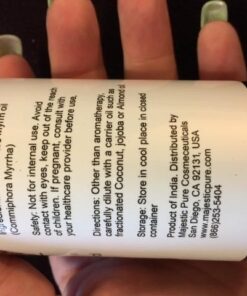 (Commophora Myrrha)
Safety: Not for internal use. Avoid
contact with eyes, keep out of the reach
of children. If pregnant, consult with
your healthcare provider before use.
Directions: Other than aromatherapy,
carefully dilute with a carrier oil such as
fractionated Coconut, jojoba or Almond oil
Storage: Store in cool place in closed
container
Product of India. Distributed by
Majestic Pure Cosmeceuticals
San Diego, CA 92131, USA
www.majesticpure.com
(866)253-5404